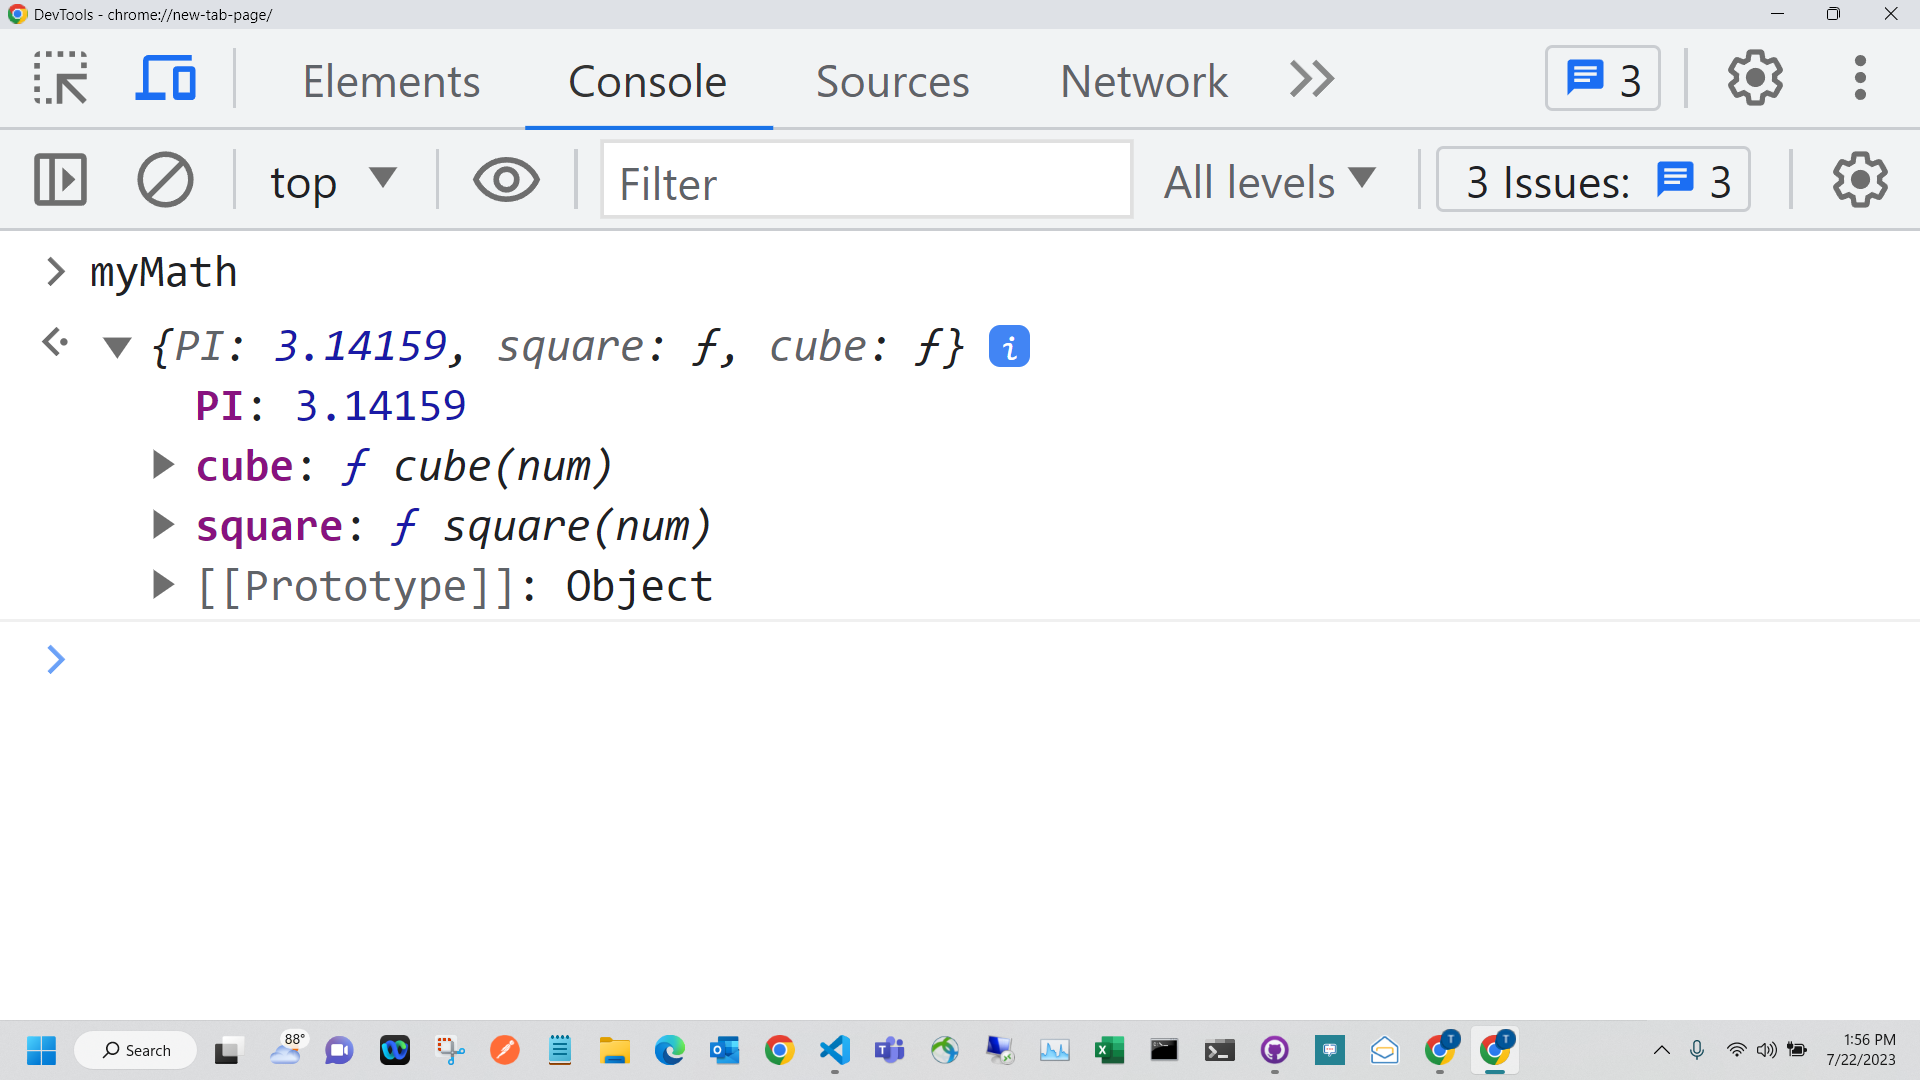 DevTools - chrome://new-tab-page/
Elements Console Sources Network 3
top Filter All levels 3 Issues: 3
myMath
{PI: 3.14159, square: ƒ, cube: ƒ} i
PI: 3.14159
cube: ƒ cube(num)
square: ƒ square(num)
[[Prototype]]: Object
Search 88° T T 1:56 PM
7/22/2023